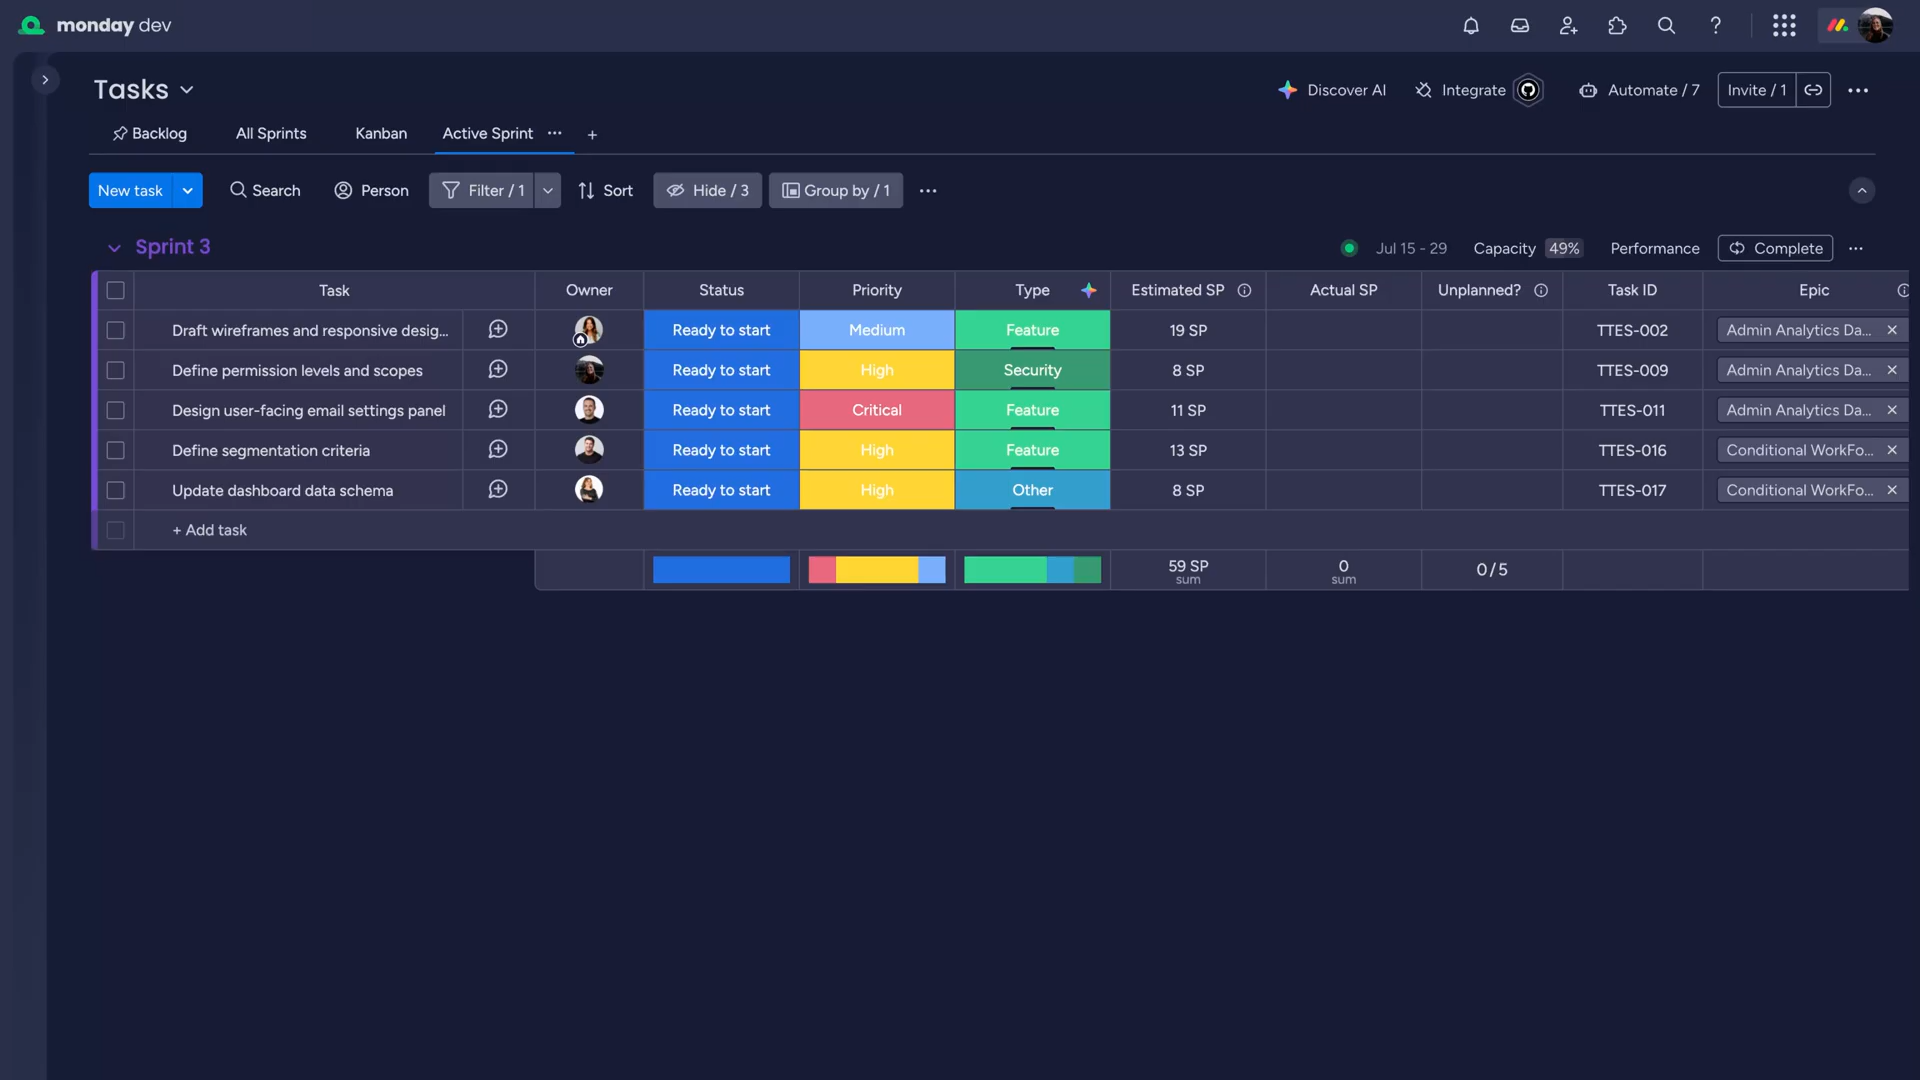 monday dev
Tasks
Discover AI Integrate Automate / 7 Invite / 1
Backlog All Sprints Kanban Active Sprint
New task Search Person Filter / 1 Sort Hide / 3 Group by / 1
Sprint 3 Jul 15 - 29 Capacity 49% Performance Complete
Task Owner Status Priority Type Estimated SP Actual SP Unplanned? Task ID Epic
Draft wireframes and responsive desig... Ready to start Medium Feature 19 SP TTES-002 Admin Analytics Da...
Define permission levels and scopes Ready to start High Security 8 SP TTES-009 Admin Analytics Da...
Design user-facing email settings panel Ready to start Critical Feature 11 SP TTES-011 Admin Analytics Da...
Define segmentation criteria Ready to start High Feature 13 SP TTES-016 Conditional WorkFo...
Update dashboard data schema Ready to start High Other 8 SP TTES-017 Conditional WorkFo...
+ Add task
59 SP 0 0 / 5
sum sum